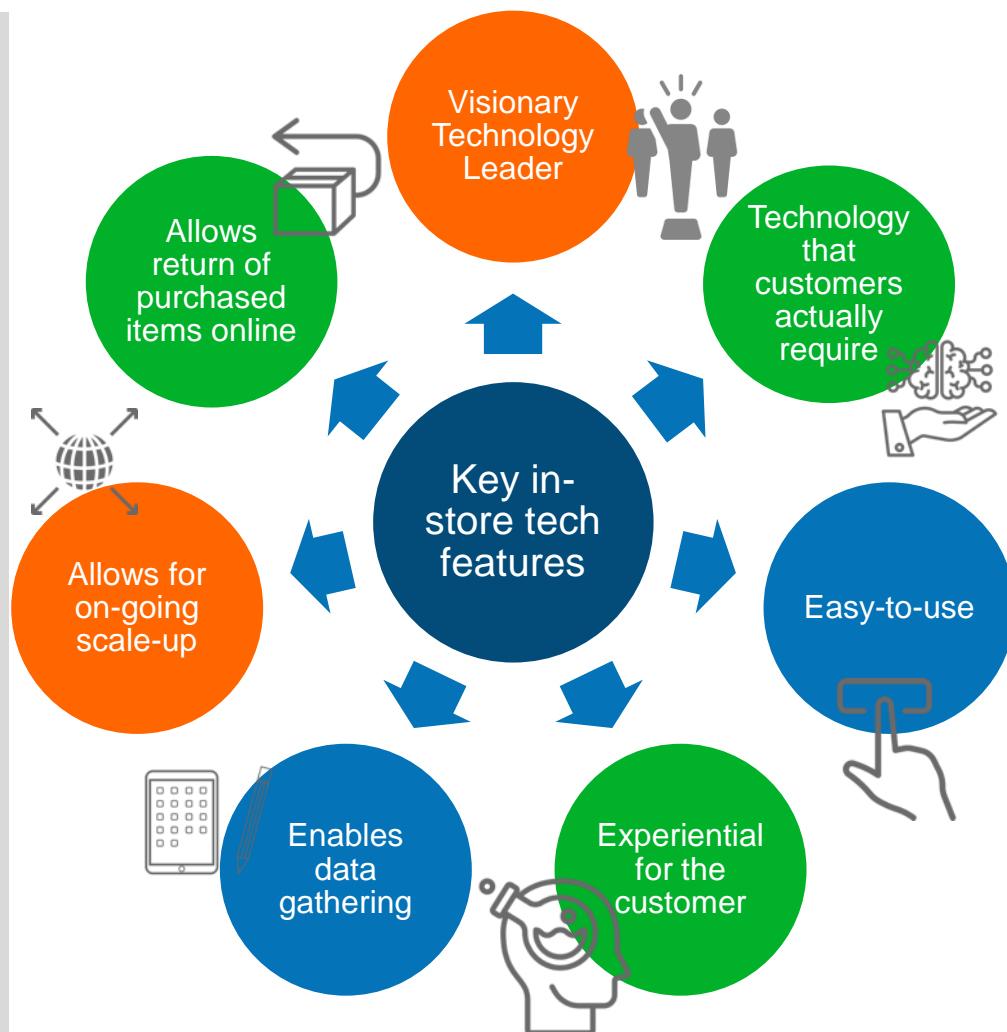 Visionary
Technology
Leader
Technology
that
customers
actually
require
Easy-to-use
Experiential
for the
customer
Enables
data
gathering
Allows for
on-going
scale-up
Allows
return of
purchased
items online
Key in-
store tech
features